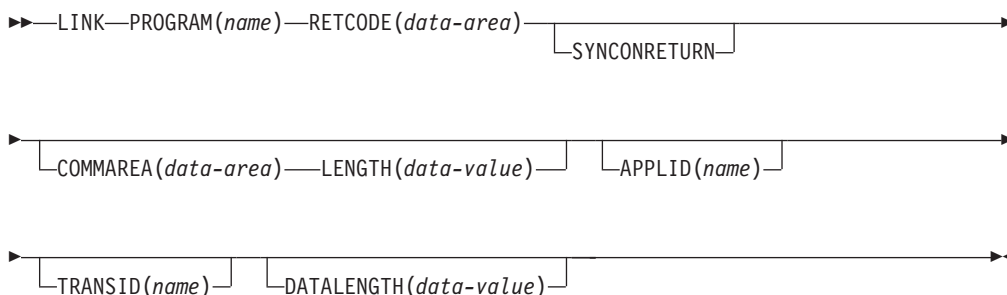 LINK PROGRAM(name) RETCODE(data-area)
SYNCONRETURN
COMMAREA(data-area) LENGTH(data-value)
APPLID(name)
TRANSID(name)
DATALENGTH(data-value)